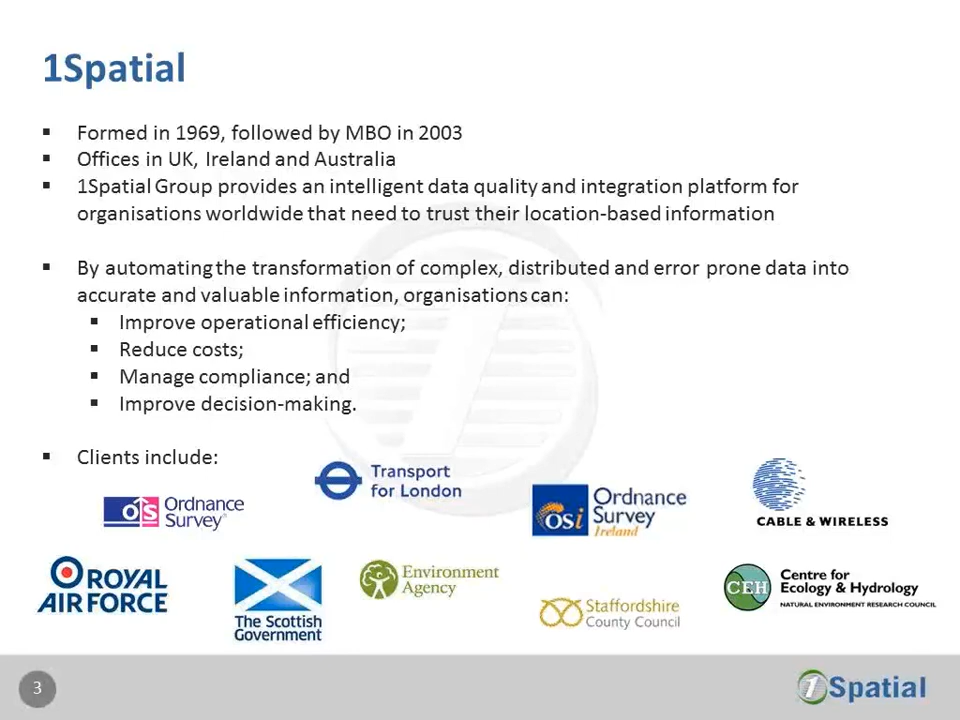 1Spatial
▪ Formed in 1969, followed by MBO in 2003
▪ Offices in UK, Ireland and Australia
▪ 1Spatial Group provides an intelligent data quality and integration platform for
organisations worldwide that need to trust their location-based information
▪ By automating the transformation of complex, distributed and error prone data into
accurate and valuable information, organisations can:
▪ Improve operational efficiency;
▪ Reduce costs;
▪ Manage compliance; and
▪ Improve decision-making.
▪ Clients include:
Transport
for London
OS Ordnance
Survey®
OSi Ordnance
Survey
Ireland
CABLE & WIRELESS
ROYAL
AIR FORCE
The Scottish
Government
Environment
Agency
Staffordshire
County Council
CEH Centre for
Ecology & Hydrology
NATURAL ENVIRONMENT RESEARCH COUNCIL
3
1Spatial